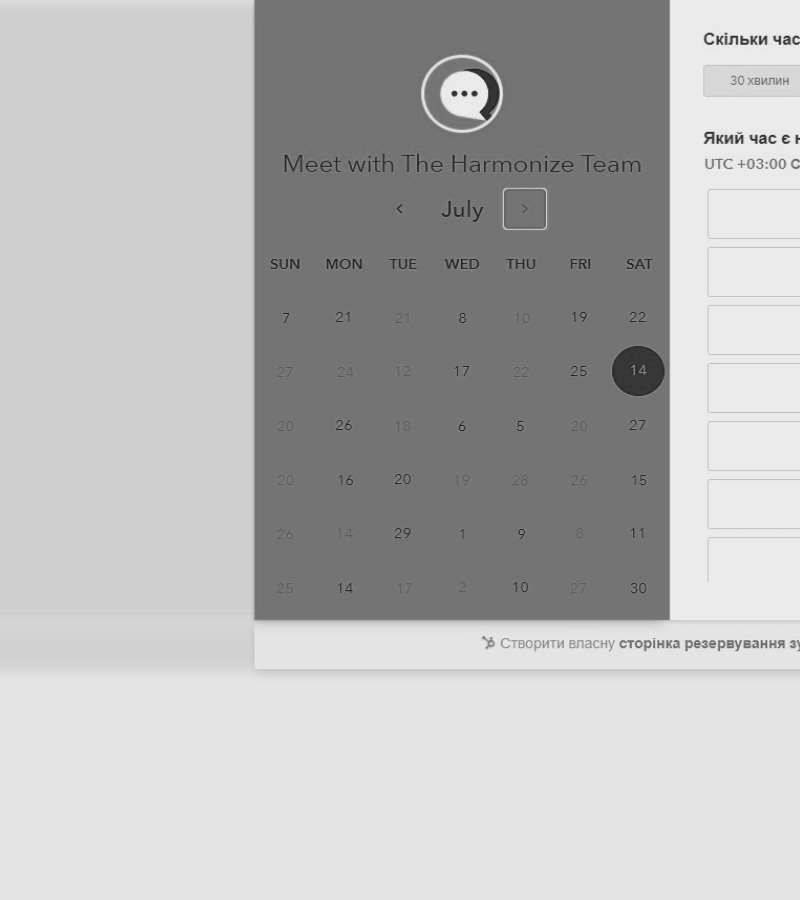 Meet with The Harmonize Team
July
SUN MON TUE WED THU FRI SAT
7 21 21 8 10 19 22
27 24 12 17 22 25 14
20 26 18 6 5 20 27
20 16 20 19 28 26 15
26 14 29 1 9 8 11
25 14 17 2 10 27 30
Скільки час
30 хвилин
Який час є н
UTC +03:00 С
Створити власну сторінка резервування зу